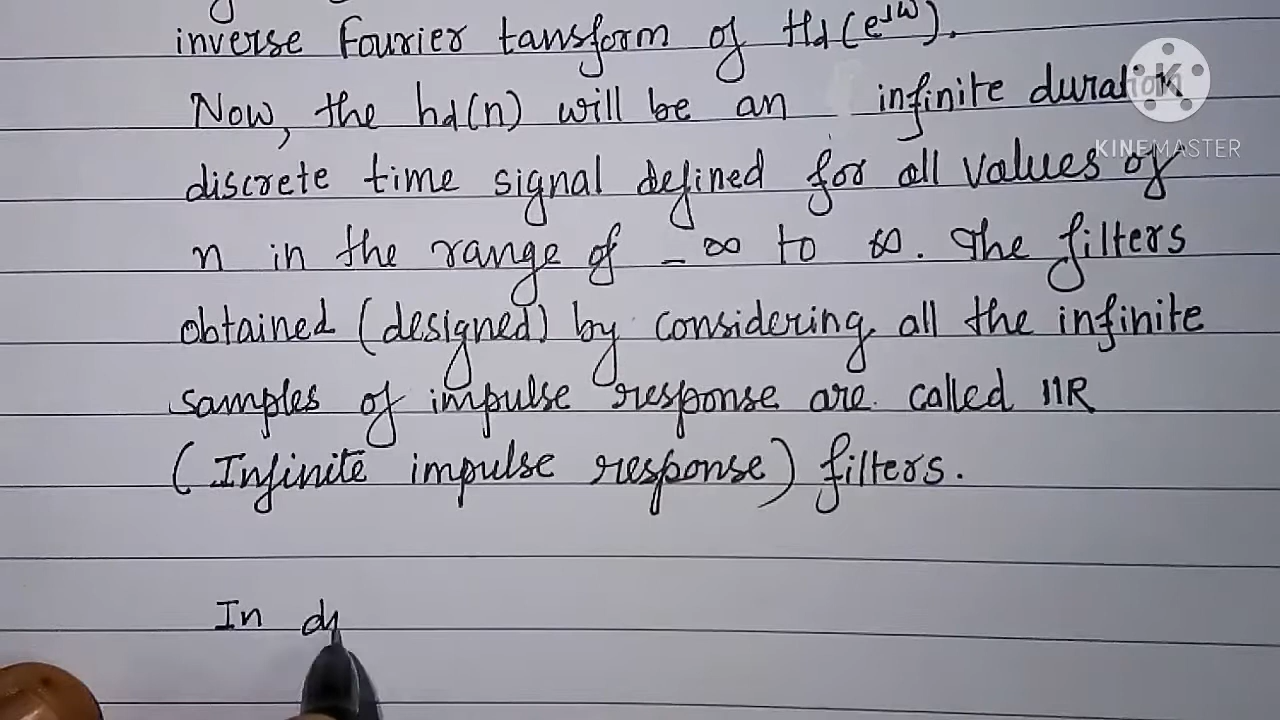 inverse Fourier tansform of Hd(e^jω).
Now, the hd(n) will be an infinite duration
discrete time signal defined for all values of
n in the range of -∞ to ∞. The filters
obtained (designed) by considering all the infinite
samples of impulse response are called IIR
(Infinite impulse response) filters.
In
K
KINEMASTER